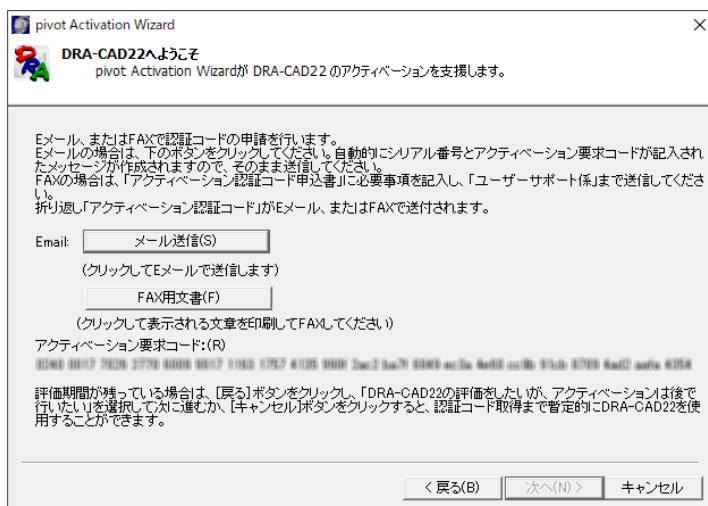 pivot Activation Wizard
DRA-CAD22へようこそ
pivot Activation Wizardが DRA-CAD22 のアクティベーションを支援します。
Eメール、またはFAXで認証コードの申請を行います。
Eメールの場合は、下のボタンをクリックしてください。自動的にシリアル番号とアクティベーション要求コードが記入され
たメッセージが作成されますので、そのまま送信してください。
FAXの場合は、「アクティベーション認証コード申込書」に必要事項を記入し、「ユーザーサポート係」まで送信してくださ
い。
折り返し「アクティベーション認証コード」がEメール、またはFAXで送付されます。
Email: メール送信(S)
(クリックしてEメールで送信します)
FAX用文書(F)
(クリックして表示される文章を印刷してFAXしてください)
アクティベーション要求コード:(R)
評価期間が残っている場合は、[戻る]ボタンをクリックし、「DRA-CAD22の評価をしたいが、アクティベーションは後で
行いたい」を選択して次に進むか、[キャンセル]ボタンをクリックすると、認証コード取得まで暫定的にDRA-CAD22を使
用することができます。
< 戻る(B) 次へ(N) > キャンセル